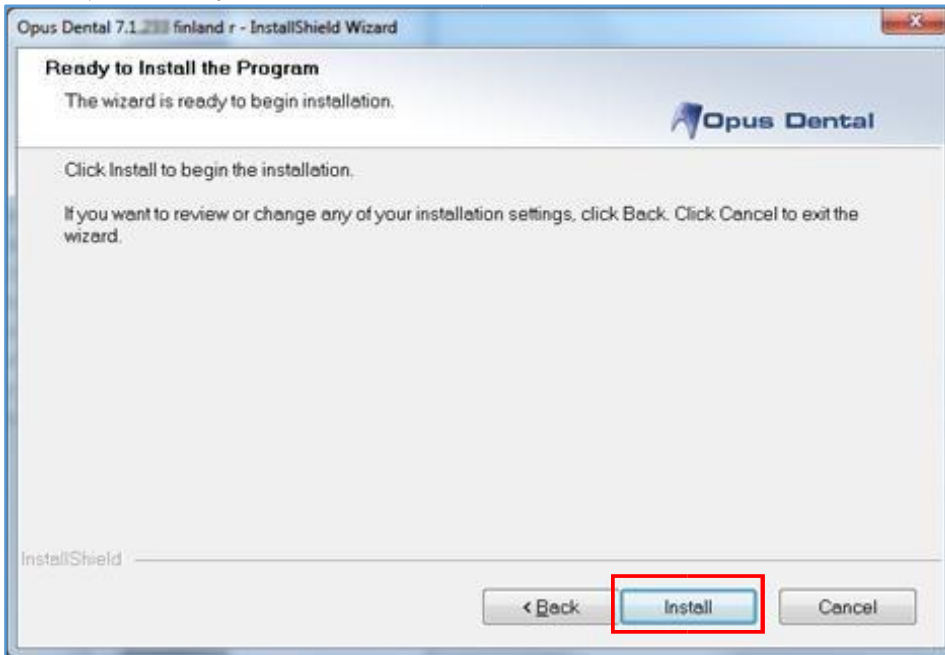 Opus Dental 7.1 finland r - InstallShield Wizard
Ready to Install the Program
The wizard is ready to begin installation.
Opus Dental
Click Install to begin the installation.
If you want to review or change any of your installation settings, click Back. Click Cancel to exit the
wizard.
InstallShield
< Back Install Cancel